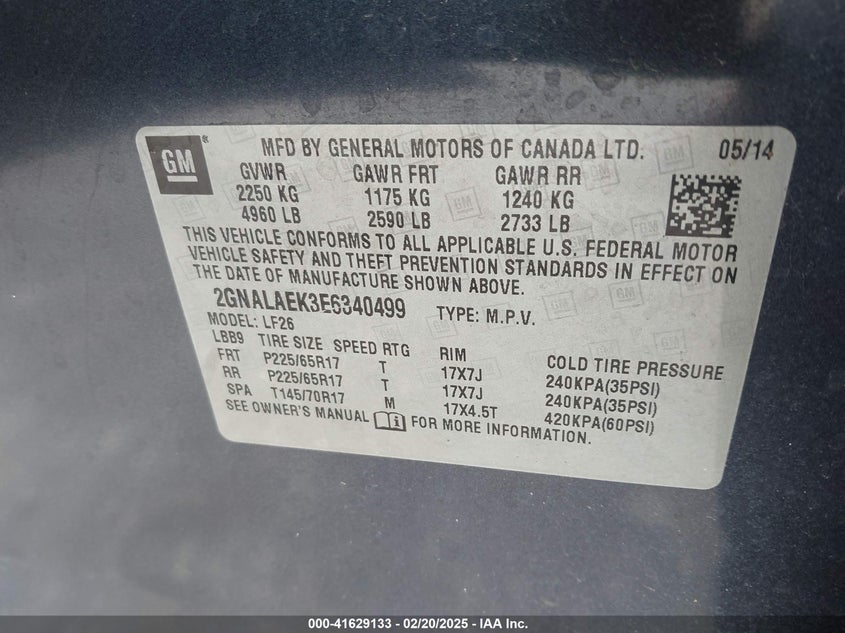 GM ® MFD BY GENERAL MOTORS OF CANADA LTD. 05/14
GVWR GAWR FRT GAWR RR
2250 KG 1175 KG 1240 KG
4960 LB 2590 LB 2733 LB
THIS VEHICLE CONFORMS TO ALL APPLICABLE U.S. FEDERAL MOTOR
VEHICLE SAFETY AND THEFT PREVENTION STANDARDS IN EFFECT ON
THE DATE OF MANUFACTURE SHOWN ABOVE.
2GNALAEK3E6340499 TYPE: M.P.V.
MODEL: LF26
LBB9 TIRE SIZE SPEED RTG RIM COLD TIRE PRESSURE
FRT P225/65R17 T 17X7J 240KPA(35PSI)
RR P225/65R17 T 17X7J 240KPA(35PSI)
SPA T145/70R17 M 17X4.5T 420KPA(60PSI)
SEE OWNER'S MANUAL FOR MORE INFORMATION.
000-41629133 - 02/20/2025 - IAA Inc.